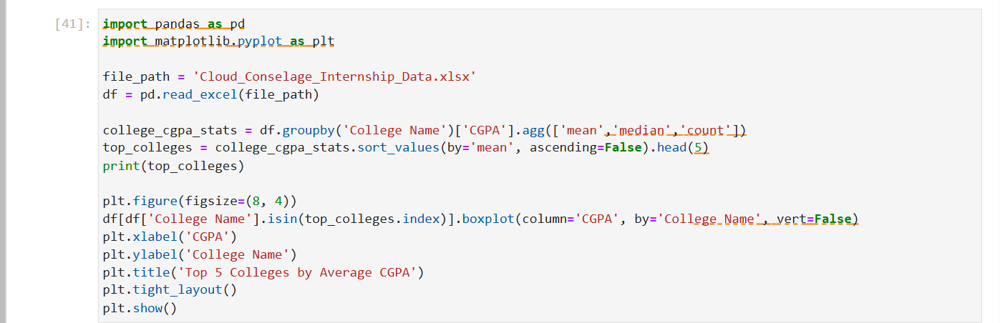 [41]:
import pandas as pd
import matplotlib.pyplot as plt
file_path = 'Cloud_Conselage_Internship_Data.xlsx'
df = pd.read_excel(file_path)
college_cgpa_stats = df.groupby('College Name')['CGPA'].agg(['mean','median','count'])
top_colleges = college_cgpa_stats.sort_values(by='mean', ascending=False).head(5)
print(top_colleges)
plt.figure(figsize=(8, 4))
df[df['College Name'].isin(top_colleges.index)].boxplot(column='CGPA', by='College Name', vert=False)
plt.xlabel('CGPA')
plt.ylabel('College Name')
plt.title('Top 5 Colleges by Average CGPA')
plt.tight_layout()
plt.show()